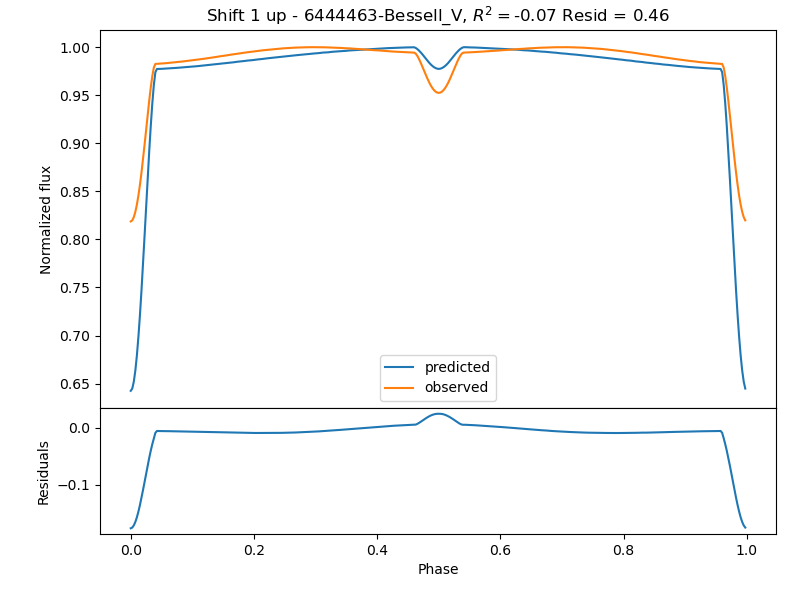 Shift 1 up - 6444463-Bessell_V, R² = -0.07 Resid = 0.46
1.00
0.95
0.90
0.85
0.80
0.75
0.70
0.65
Normalized flux
predicted
observed
0.0
−0.1
Residuals
0.0 0.2 0.4 0.6 0.8 1.0
Phase